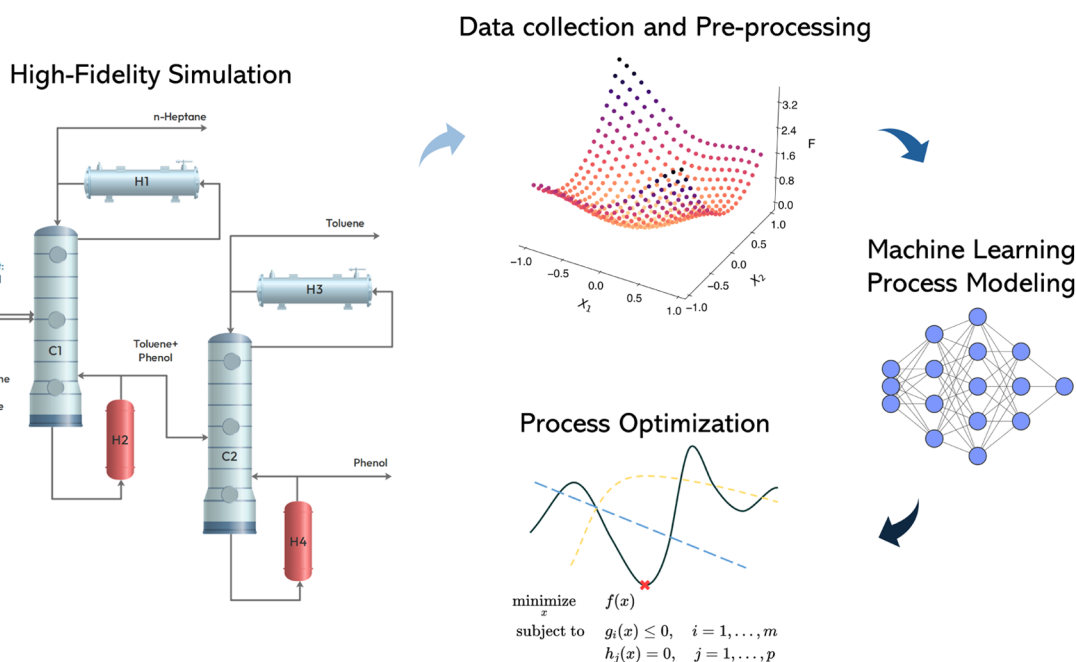 Data collection and Pre-processing
High-Fidelity Simulation
n-Heptane
H1
Toluene
H3
C1
Toluene+
Phenol
H2
C2
Phenol
H4
3.2
2.4
1.6
0.8
0.0
F
-1.0
-0.5
0.0
0.5
1.0
X1
-1.0
-0.5
0.0
0.5
1.0
X2
Machine Learning
Process Modeling
Process Optimization
minimize f(x)
x
subject to gi(x) ≤ 0, i = 1, . . . , m
hj(x) = 0, j = 1, . . . , p